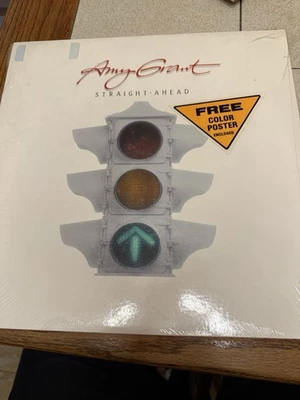 Amy Grant
STRAIGHT·AHEAD
FREE
COLOR
POSTER
ENCLOSED